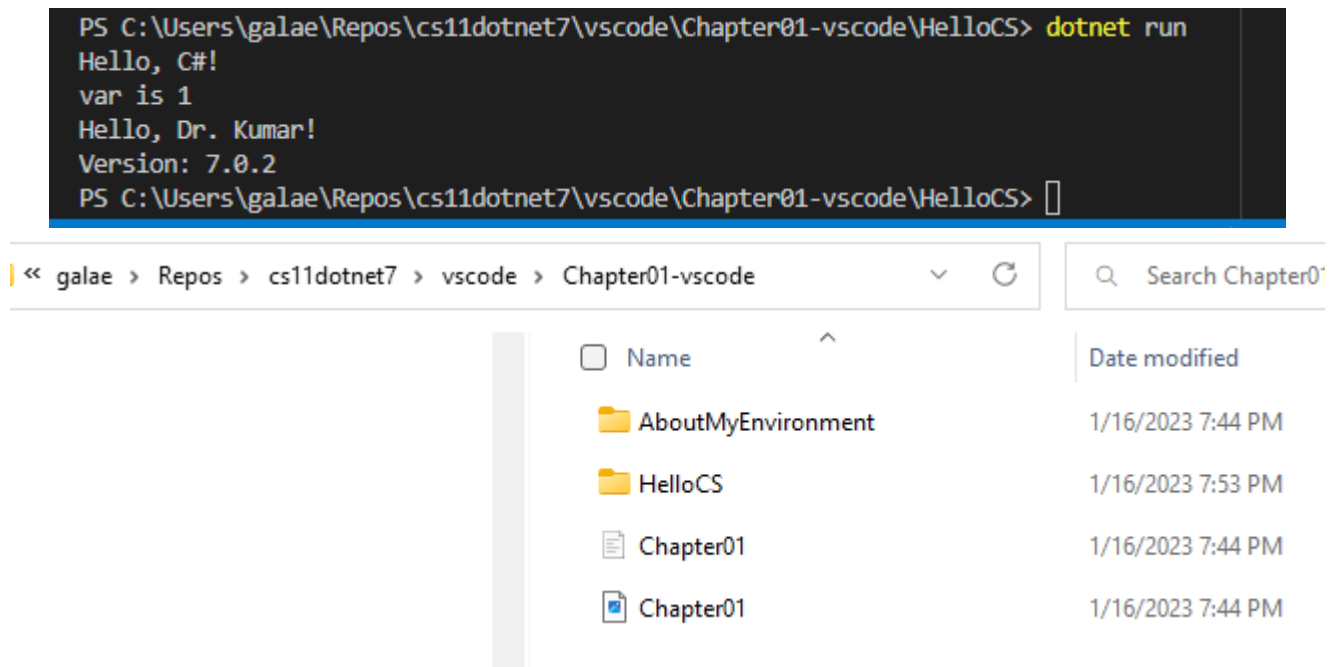 PS C:\Users\galae\Repos\cs11dotnet7\vscode\Chapter01-vscode\HelloCS> dotnet run
Hello, C#!
var is 1
Hello, Dr. Kumar!
Version: 7.0.2
PS C:\Users\galae\Repos\cs11dotnet7\vscode\Chapter01-vscode\HelloCS>
« galae > Repos > cs11dotnet7 > vscode > Chapter01-vscode Search Chapter01
Name Date modified
AboutMyEnvironment 1/16/2023 7:44 PM
HelloCS 1/16/2023 7:53 PM
Chapter01 1/16/2023 7:44 PM
Chapter01 1/16/2023 7:44 PM